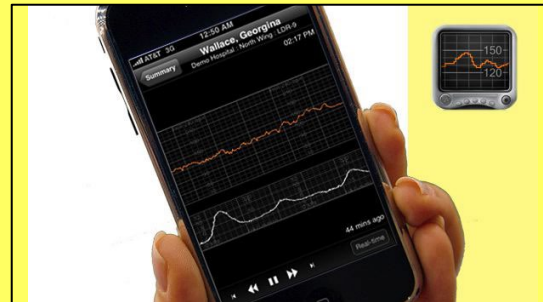 AT&T 3G 12:50 AM
Summary
Wallace, Georgina
Demo Hospital : North Wing : LDR-9
02:17 PM
44 mins ago
Real-time
150
120